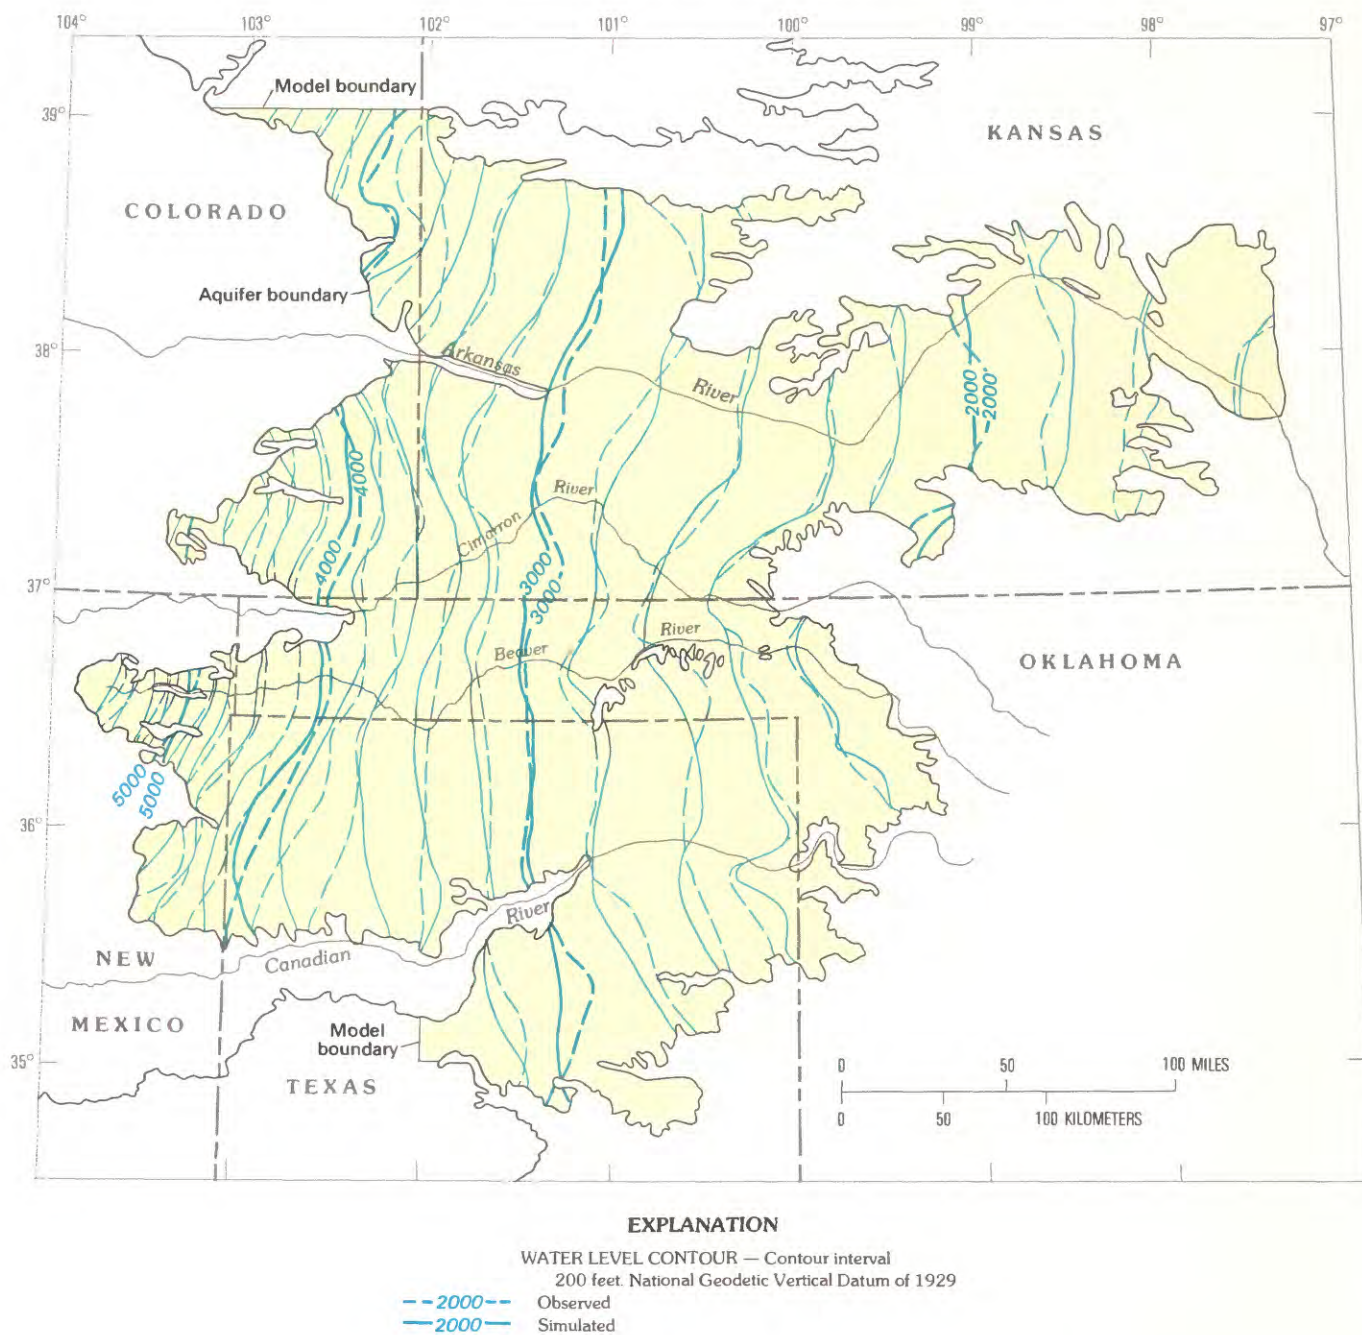 104° 103° 102° 101° 100° 99° 98° 97°
Model boundary
39°
KANSAS
COLORADO
Aquifer boundary
38°
Arkansas
River
2000
2000
4000
River
Cimarron
4000
3000
3000
37°
River
Beaver
OKLAHOMA
5000
5000
36°
River
NEW
Canadian
MEXICO
Model
boundary
35°
TEXAS
0 50 100 MILES
0 50 100 KILOMETERS
EXPLANATION
WATER LEVEL CONTOUR — Contour interval
200 feet. National Geodetic Vertical Datum of 1929
2000 Observed
2000 Simulated